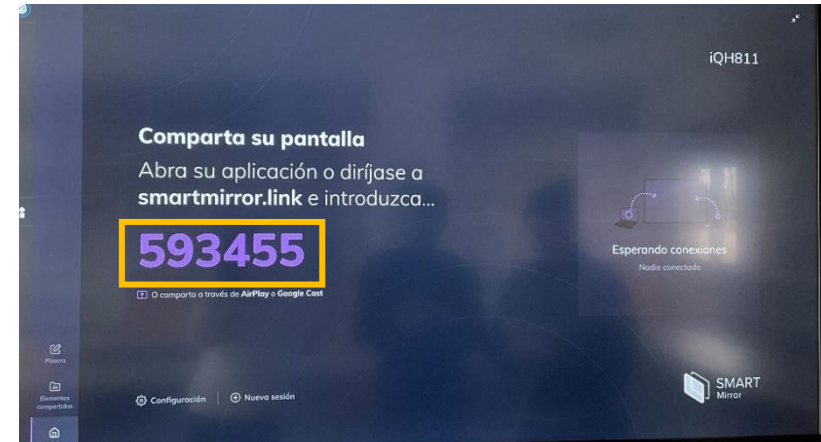 iQH811
Comparta su pantalla
Abra su aplicación o diríjase a
smartmirror.link e introduzca...
593455
O comparta a través de AirPlay o Google Cast
Esperando conexiones
Nadie conectado
Pizarra
Elementos
compartidos
Configuración
Nueva sesión
SMART
Mirror